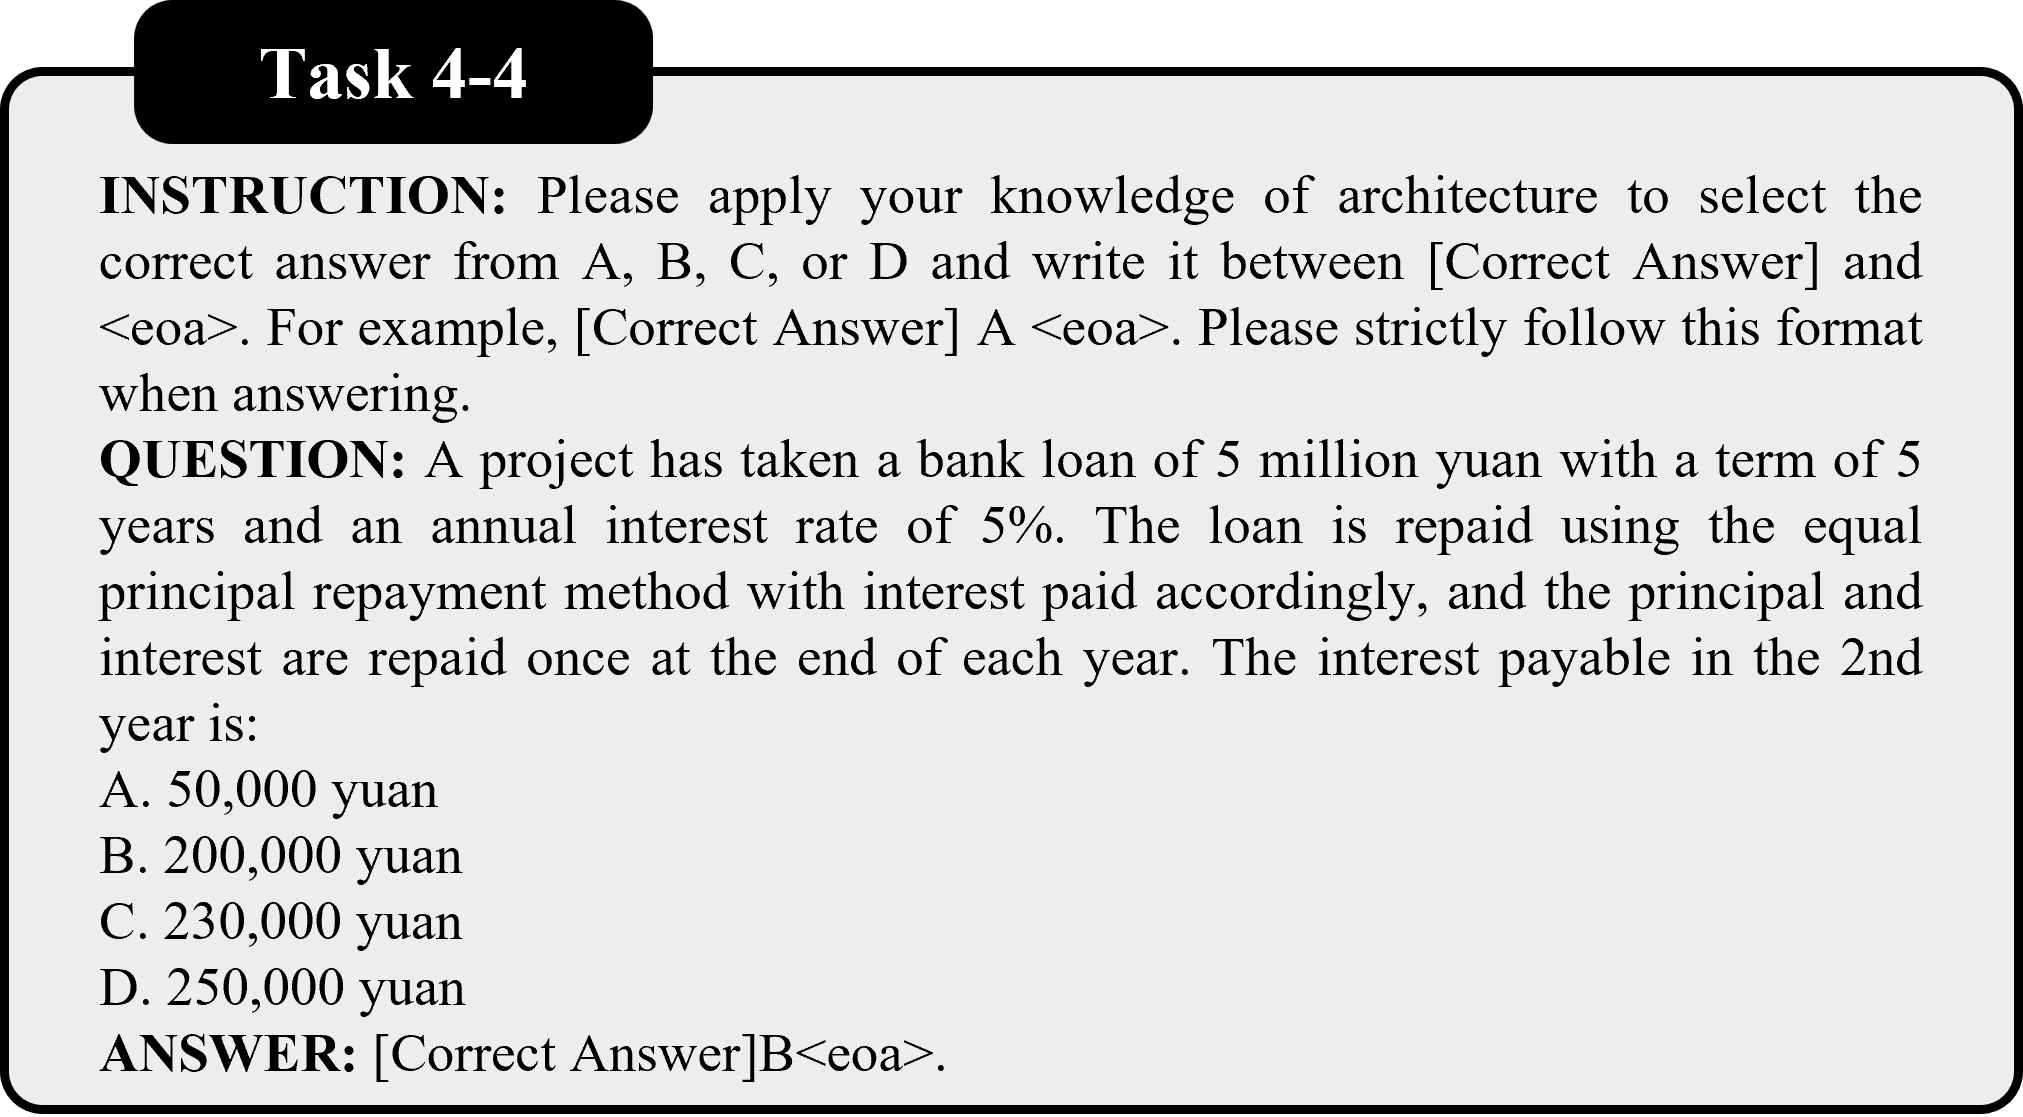 Task 4-4
INSTRUCTION: Please apply your knowledge of architecture to select the
correct answer from A, B, C, or D and write it between [Correct Answer] and
<eoa>. For example, [Correct Answer] A <eoa>. Please strictly follow this format
when answering.
QUESTION: A project has taken a bank loan of 5 million yuan with a term of 5
years and an annual interest rate of 5%. The loan is repaid using the equal
principal repayment method with interest paid accordingly, and the principal and
interest are repaid once at the end of each year. The interest payable in the 2nd
year is:
A. 50,000 yuan
B. 200,000 yuan
C. 230,000 yuan
D. 250,000 yuan
ANSWER: [Correct Answer]B<eoa>.